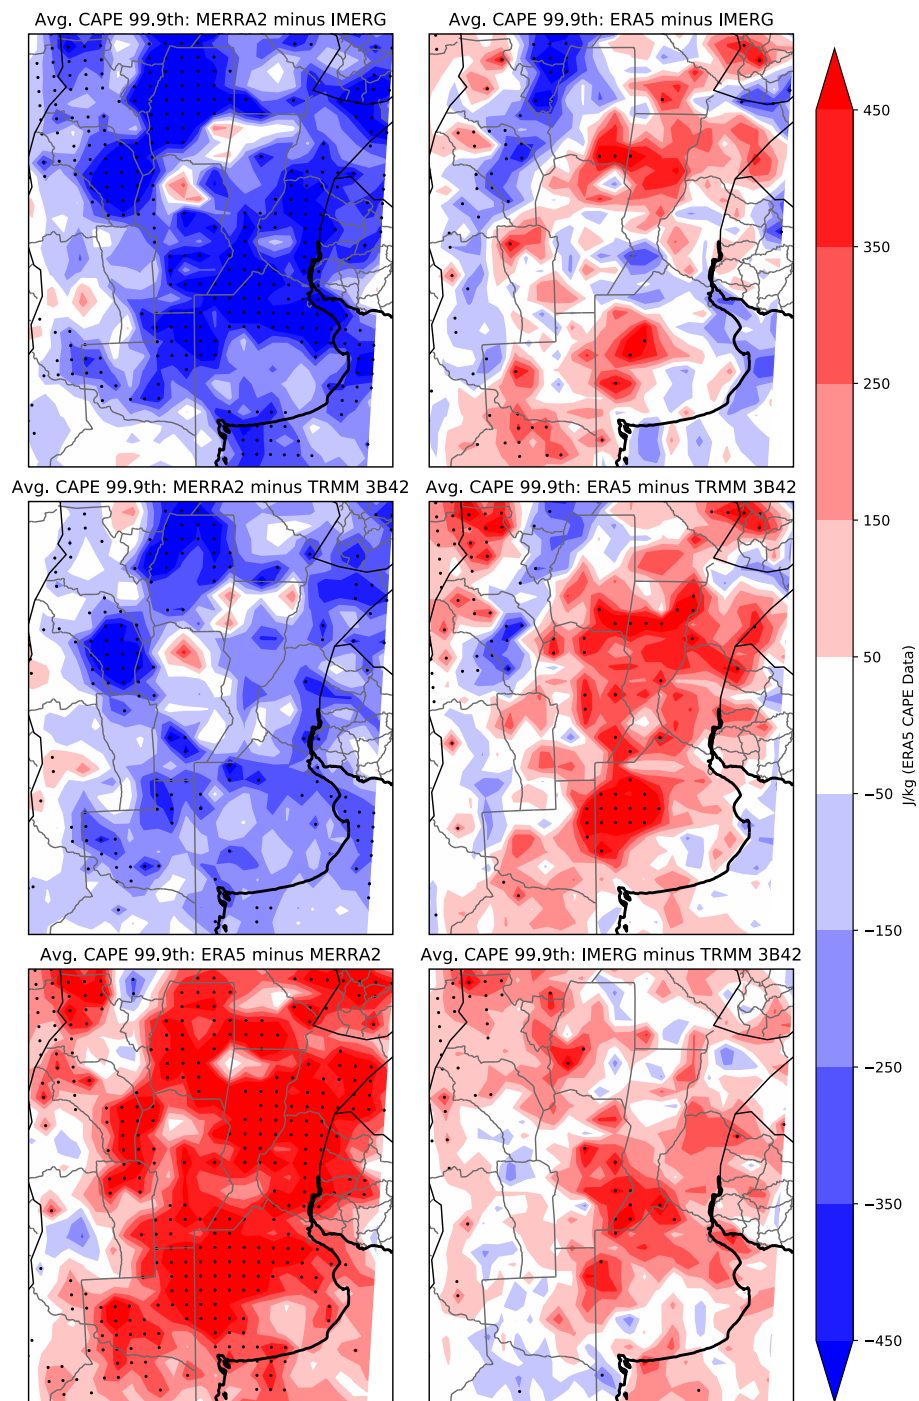 Avg. CAPE 99.9th: MERRA2 minus IMERG
Avg. CAPE 99.9th: ERA5 minus IMERG
Avg. CAPE 99.9th: MERRA2 minus TRMM 3B42
Avg. CAPE 99.9th: ERA5 minus TRMM 3B42
Avg. CAPE 99.9th: ERA5 minus MERRA2
Avg. CAPE 99.9th: IMERG minus TRMM 3B42
450
350
250
150
50
−50
−150
−250
−350
−450
J/kg (ERA5 CAPE Data)